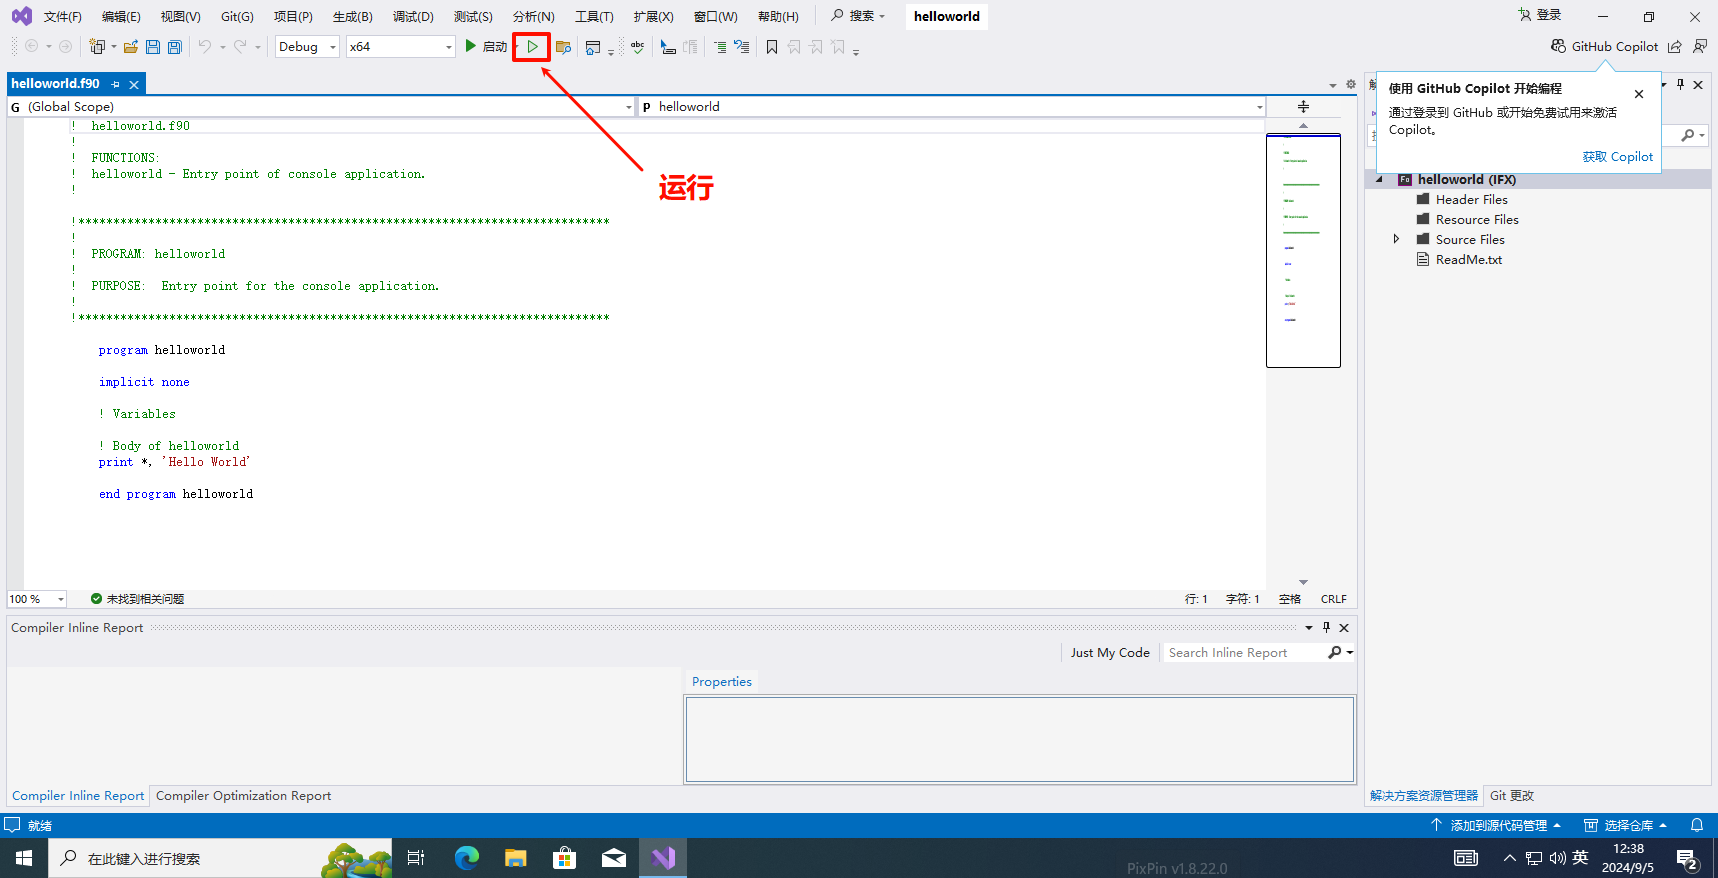 文件(F) 编辑(E) 视图(V) Git(G) 项目(P) 生成(B) 调试(D) 测试(S) 分析(N) 工具(T) 扩展(X) 窗口(W) 帮助(H) 搜索 helloworld 登录
Debug x64 启动 abc GitHub Copilot
helloworld.f90
G (Global Scope) P helloworld
! helloworld.f90
!
! FUNCTIONS:
! helloworld - Entry point of console application.
!
!****************************************************************************
!
! PROGRAM: helloworld
!
! PURPOSE: Entry point for the console application.
!
!****************************************************************************
program helloworld
implicit none
! Variables
! Body of helloworld
print *, 'Hello World'
end program helloworld
运行
使用 GitHub Copilot 开始编程
通过登录到 GitHub 或开始免费试用来激活
Copilot。
获取 Copilot
helloworld (IFX)
Header Files
Resource Files
Source Files
ReadMe.txt
100 % 未找到相关问题 行: 1 字符: 1 空格 CRLF
Compiler Inline Report
Just My Code Search Inline Report
Properties
Compiler Inline Report Compiler Optimization Report
解决方案资源管理器 Git 更改
就绪 添加到源代码管理 选择仓库
在此键入进行搜索
PixPin v1.8.22.0
英
12:38
2024/9/5
2